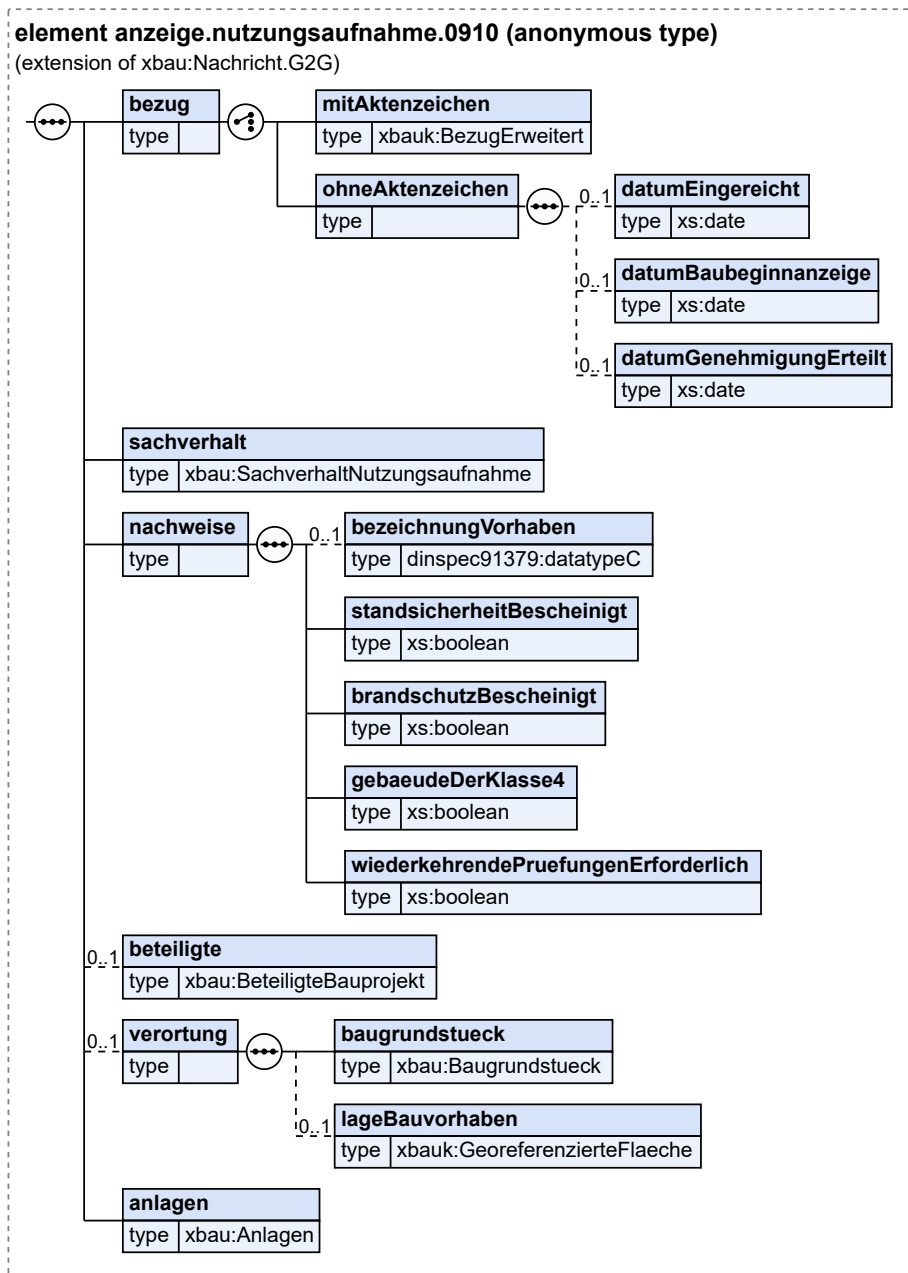 element anzeige.nutzungsaufnahme.0910 (anonymous type)
(extension of xbau:Nachricht.G2G)
bezug
type
mitAktenzeichen
type xbauk:BezugErweitert
ohneAktenzeichen
type
0..1 datumEingereicht
type xs:date
0..1 datumBaubeginnanzeige
type xs:date
0..1 datumGenehmigungErteilt
type xs:date
sachverhalt
type xbau:SachverhaltNutzungsaufnahme
nachweise
type
0..1 bezeichnungVorhaben
type dinspec91379:datatypeC
standsicherheitBescheinigt
type xs:boolean
brandschutzBescheinigt
type xs:boolean
gebaeudeDerKlasse4
type xs:boolean
wiederkehrendePruefungenErforderlich
type xs:boolean
0..1 beteiligte
type xbau:BeteiligteBauprojekt
0..1 verortung
type
baugrundstueck
type xbau:Baugrundstueck
0..1 lageBauvorhaben
type xbauk:GeoreferenzierteFlaeche
anlagen
type xbau:Anlagen